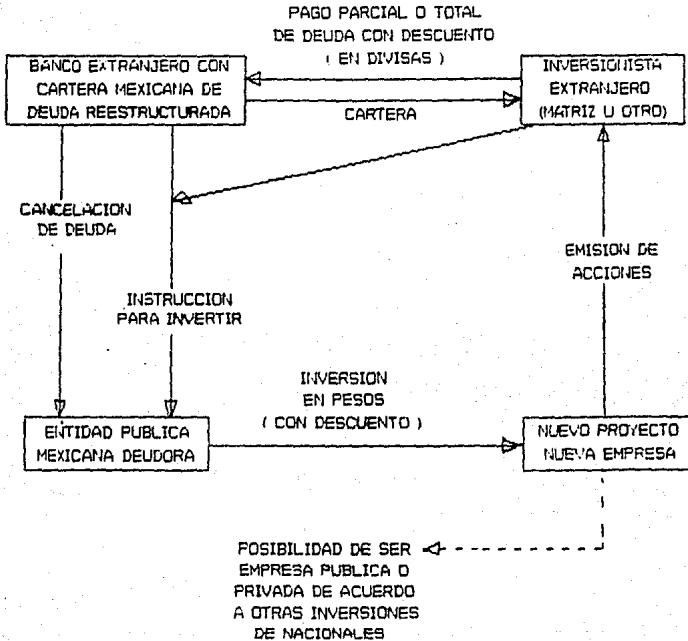 PAGO PARCIAL O TOTAL
DE DEUDA CON DESCUENTO
( EN DIVISAS )
BANCO EXTRANJERO CON
CARTERA MEXICANA DE
DEUDA REESTRUCTURADA
INVERSIONISTA
EXTRANJERO
(MATRIZ U OTRO)
CARTERA
CANCELACION
DE DEUDA
INSTRUCCION
PARA INVERTIR
EMISION DE
ACCIONES
INVERSION
EN PESOS
( CON DESCUENTO )
ENTIDAD PUBLICA
MEXICANA DEUDORA
NUEVO PROYECTO
NUEVA EMPRESA
POSIBILIDAD DE SER
EMPRESA PUBLICA O
PRIVADA DE ACUERDO
A OTRAS INVERSIONES
DE NACIONALES